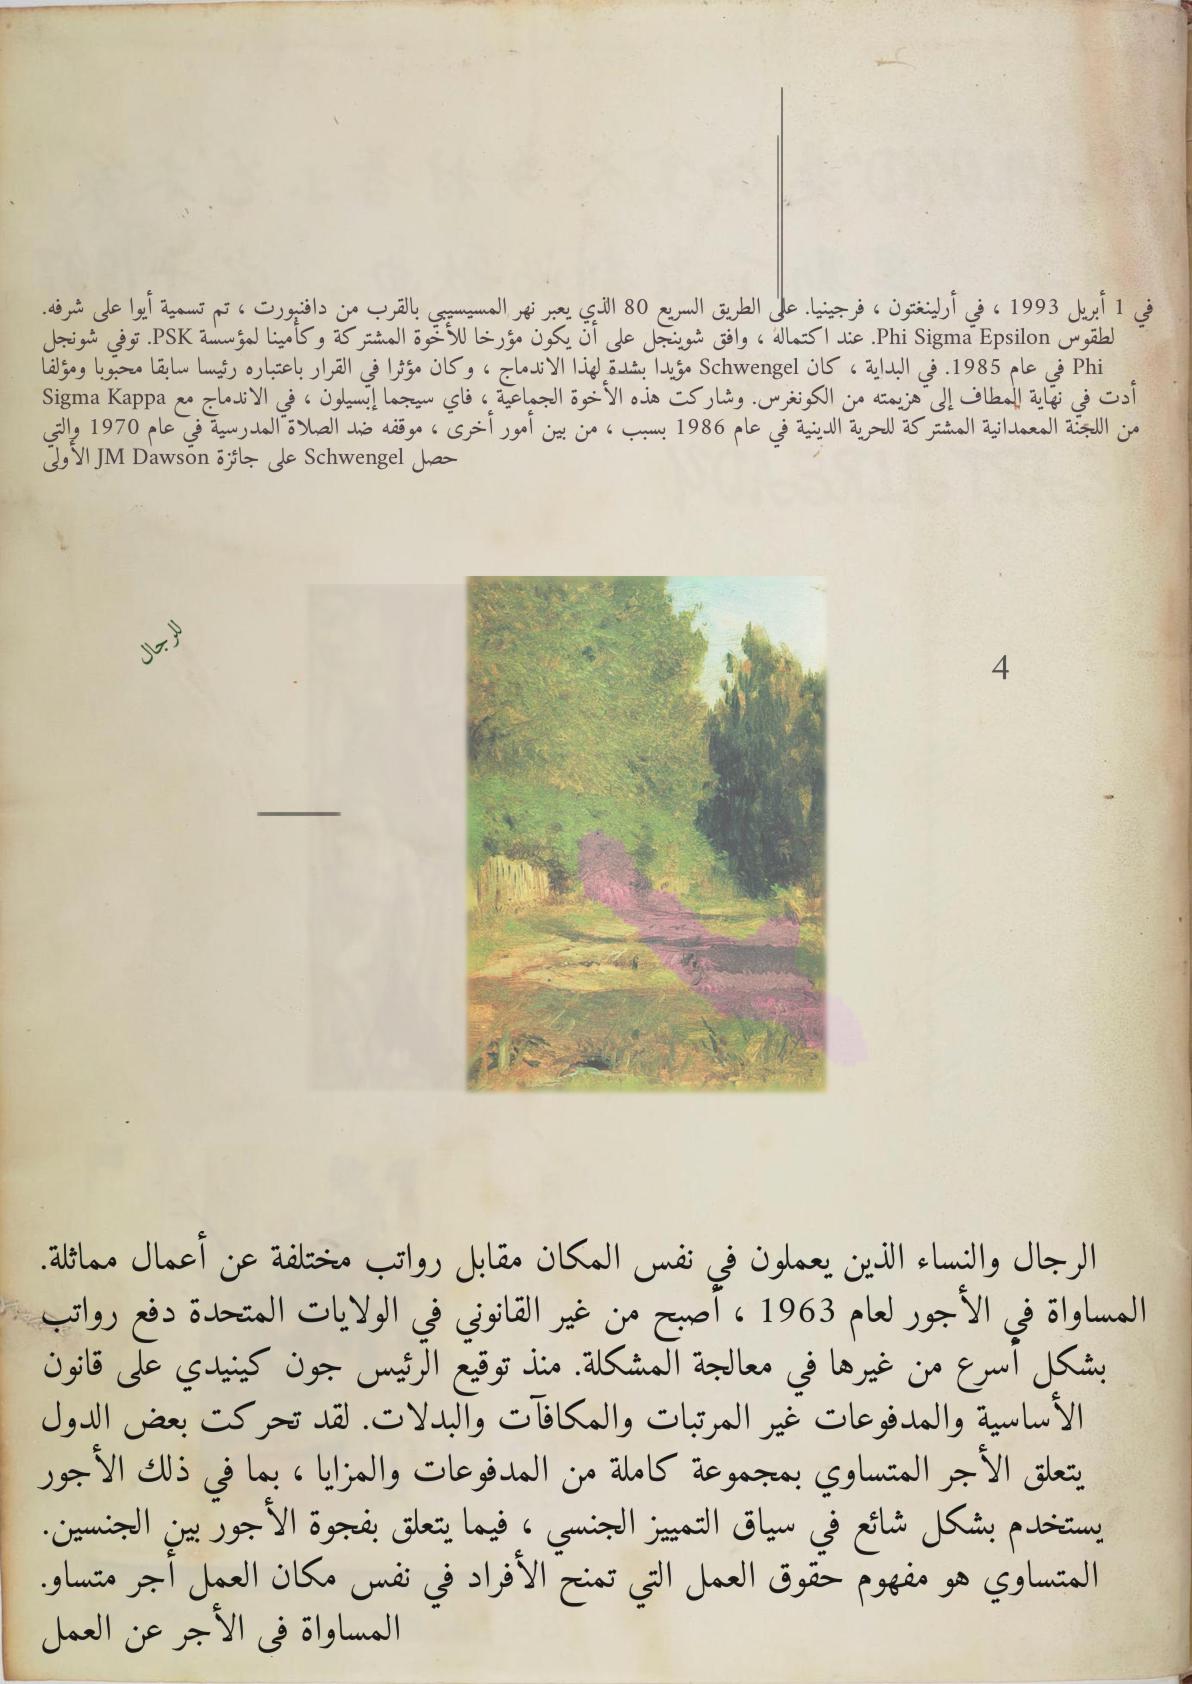 في 1 أبريل 1993 ، في أرلينغتون ، فرجينيا. على الطريق السريع 80 الذي يعبر نهر المسيسيبي بالقرب من دافنبورت ، تم تسمية أيوا على شرفه.
لطقوس Phi Sigma Epsilon. عند اكتماله ، وافق شوينجل على أن يكون مؤرخا للأخوة المشتركة وكأمينا لمؤسسة PSK. توفي شونجل
Phi في عام 1985. في البداية ، كان Schwengel مؤيدا بشدة لهذا الاندماج ، وكان مؤثرا في القرار باعتباره رئيسا سابقا محبوبا ومؤلفا
أدت في نهاية المطاف إلى هزيمته من الكونغرس. وشاركت هذه الأخوة الجماعية ، فاي سيجما إبسيلون ، في الاندماج مع Sigma Kappa
من اللجنة المعمدانية المشتركة للحرية الدينية في عام 1986 بسبب ، من بين أمور أخرى ، موقفه ضد الصلاة المدرسية في عام 1970 والتي
حصل Schwengel على جائزة JM Dawson الأولى
للرجال
4
الرجال والنساء الذين يعملون في نفس المكان مقابل رواتب مختلفة عن أعمال مماثلة.
المساواة في الأجور لعام 1963 ، أصبح من غير القانوني في الولايات المتحدة دفع رواتب
بشكل أسرع من غيرها في معالجة المشكلة. منذ توقيع الرئيس جون كينيدي على قانون
الأساسية والمدفوعات غير المرتبات والمكافآت والبدلات. لقد تحركت بعض الدول
يتعلق الأجر المتساوي بمجموعة كاملة من المدفوعات والمزايا ، بما في ذلك الأجور
يستخدم بشكل شائع في سياق التمييز الجنسي ، فيما يتعلق بفجوة الأجور بين الجنسين.
المتساوي هو مفهوم حقوق العمل التي تمنح الأفراد في نفس مكان العمل أجر متساو.
المساواة في الأجر عن العمل